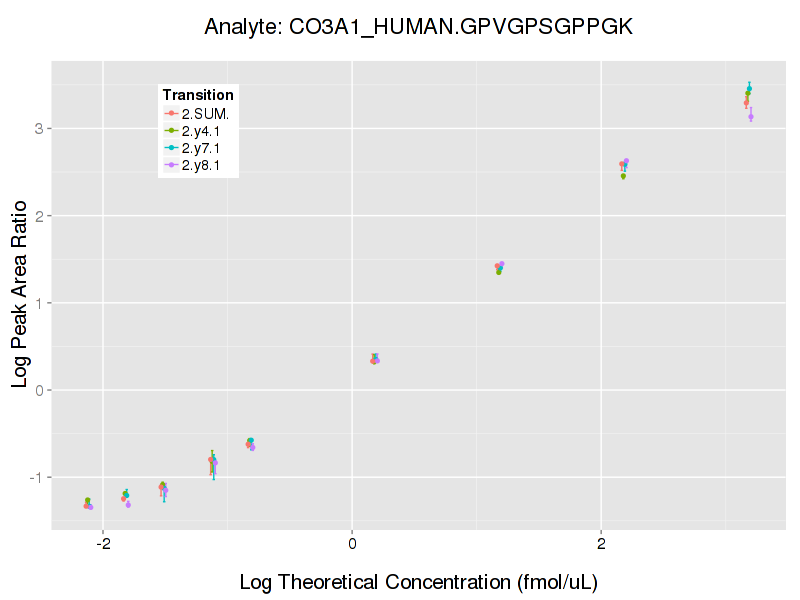 Analyte: CO3A1_HUMAN.GPVGPSGPPGK
Transition
2.SUM.
2.y4.1
2.y7.1
2.y8.1
Log Peak Area Ratio
3
2
1
0
-1
-2 0 2
Log Theoretical Concentration (fmol/uL)